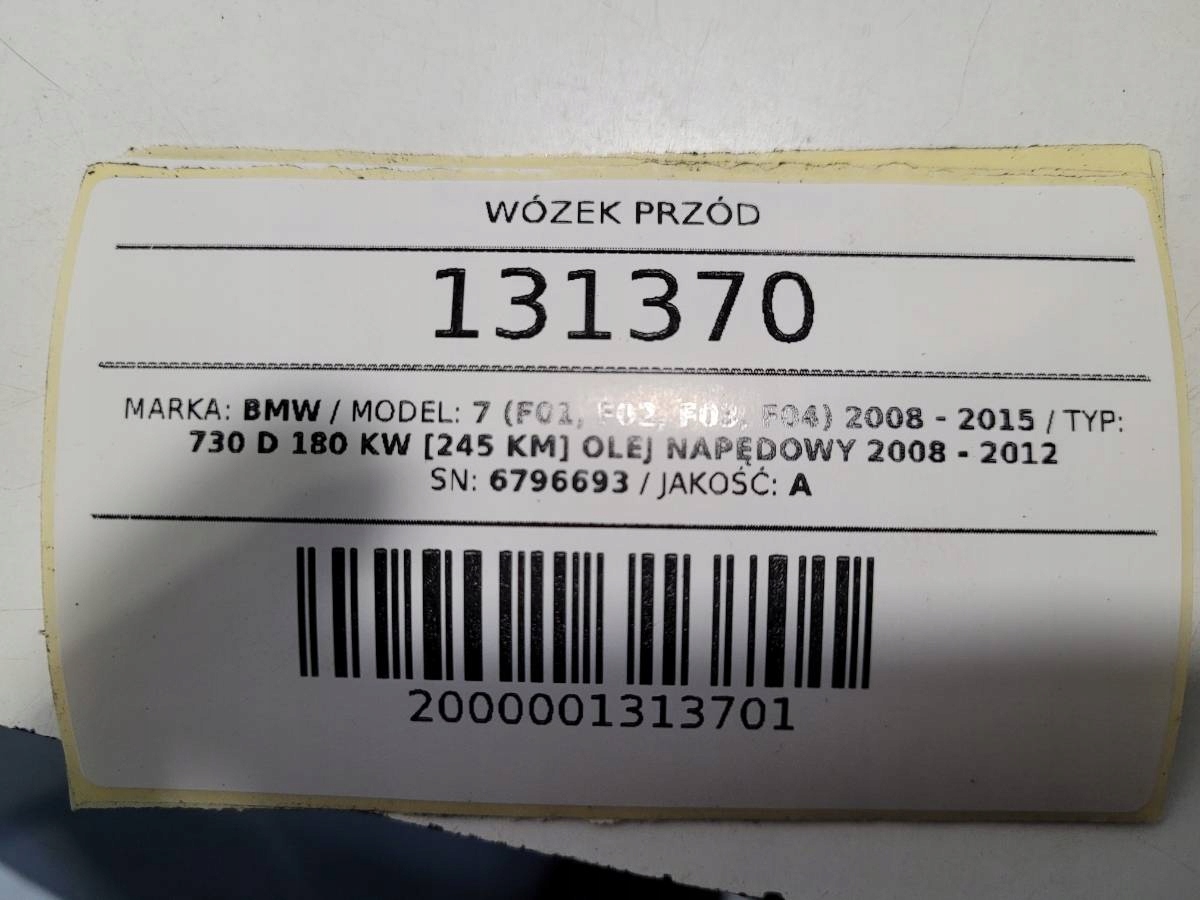 WÓZEK PRZÓD
131370
MARKA: BMW / MODEL: 7 (F01, F02, F03, F04) 2008 - 2015 / TYP:
730 D 180 KW [245 KM] OLEJ NAPĘDOWY 2008 - 2012
SN: 6796693 / JAKOŚĆ: A
2000001313701